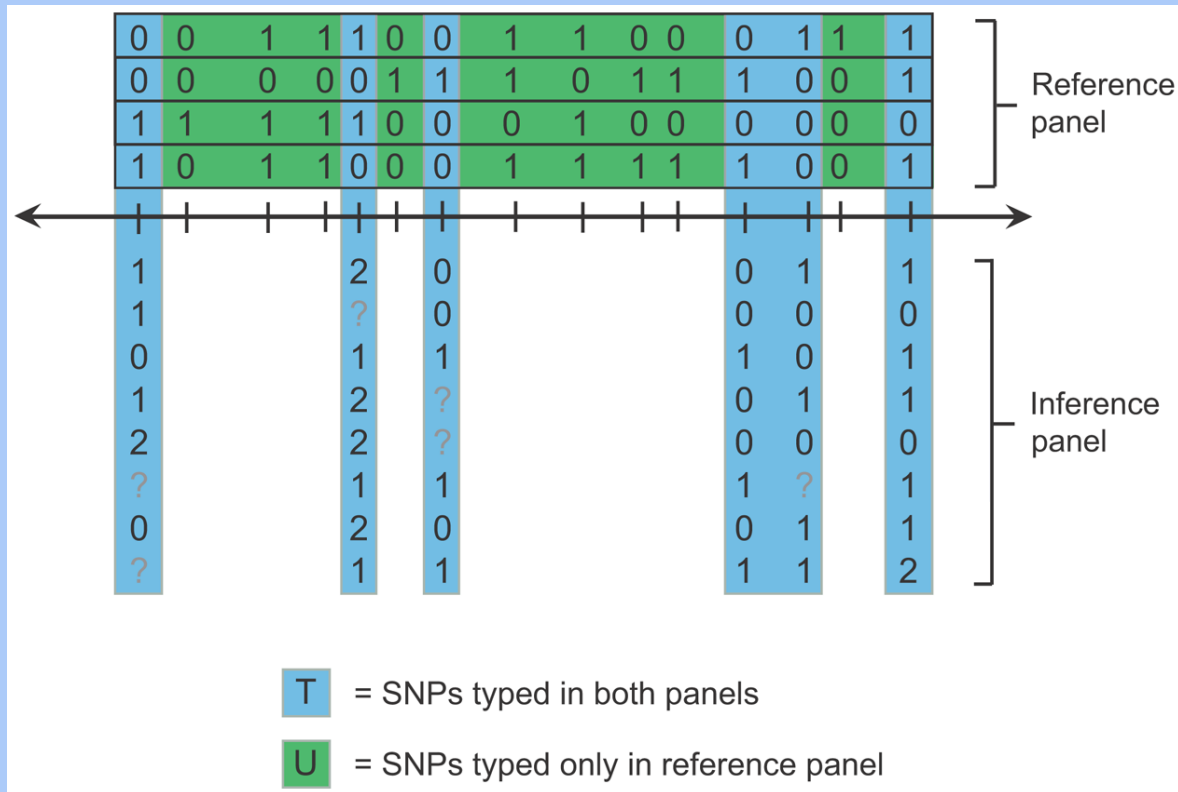 0 0 1 1 1 0 0 1 1 0 0 0 1 1 1
0 0 0 0 0 1 1 1 0 1 1 1 0 0 1
1 1 1 1 1 0 0 0 1 0 0 0 0 0 0
1 0 1 1 0 0 0 1 1 1 1 1 0 0 1
Reference
panel
1 2 0 0 1 1
1 ? 0 0 0 0
0 1 1 1 0 1
1 2 ? 0 1 1
2 2 ? 0 0 0
? 1 1 1 ? 1
0 2 0 0 1 1
? 1 1 1 1 2
Inference
panel
T = SNPs typed in both panels
U = SNPs typed only in reference panel